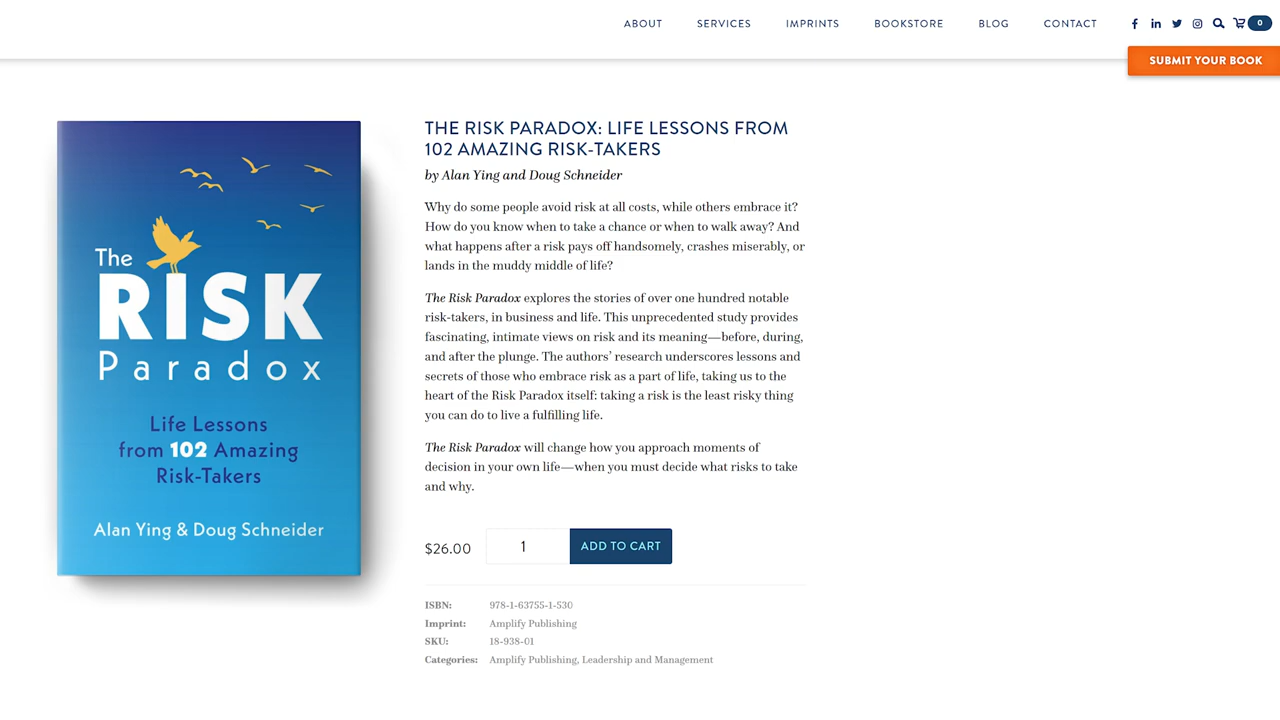 ABOUT SERVICES IMPRINTS BOOKSTORE BLOG CONTACT 0
SUBMIT YOUR BOOK
The
RISK
Paradox
Life Lessons
from 102 Amazing
Risk-Takers
Alan Ying & Doug Schneider
THE RISK PARADOX: LIFE LESSONS FROM
102 AMAZING RISK-TAKERS
by Alan Ying and Doug Schneider
Why do some people avoid risk at all costs, while others embrace it?
How do you know when to take a chance or when to walk away? And
what happens after a risk pays off handsomely, crashes miserably, or
lands in the muddy middle of life?
The Risk Paradox explores the stories of over one hundred notable
risk-takers, in business and life. This unprecedented study provides
fascinating, intimate views on risk and its meaning—before, during,
and after the plunge. The authors’ research underscores lessons and
secrets of those who embrace risk as a part of life, taking us to the
heart of the Risk Paradox itself: taking a risk is the least risky thing
you can do to live a fulfilling life.
The Risk Paradox will change how you approach moments of
decision in your own life—when you must decide what risks to take
and why.
$26.00 1 ADD TO CART
ISBN: 978-1-63755-1-530
Imprint: Amplify Publishing
SKU: 18-938-01
Categories: Amplify Publishing, Leadership and Management